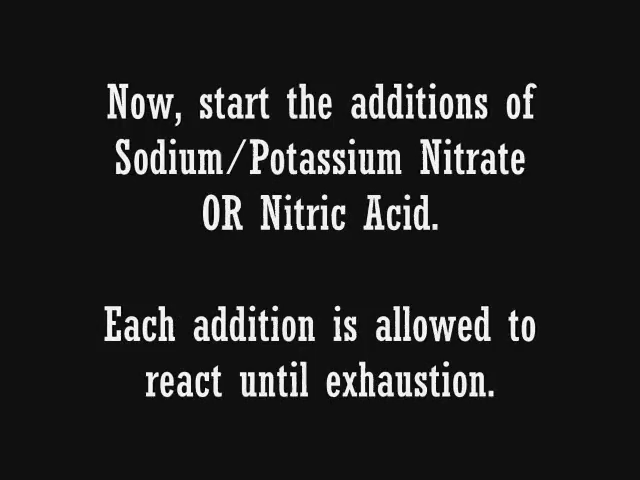 Now, start the additions of
Sodium/Potassium Nitrate
OR Nitric Acid.
Each addition is allowed to
react until exhaustion.